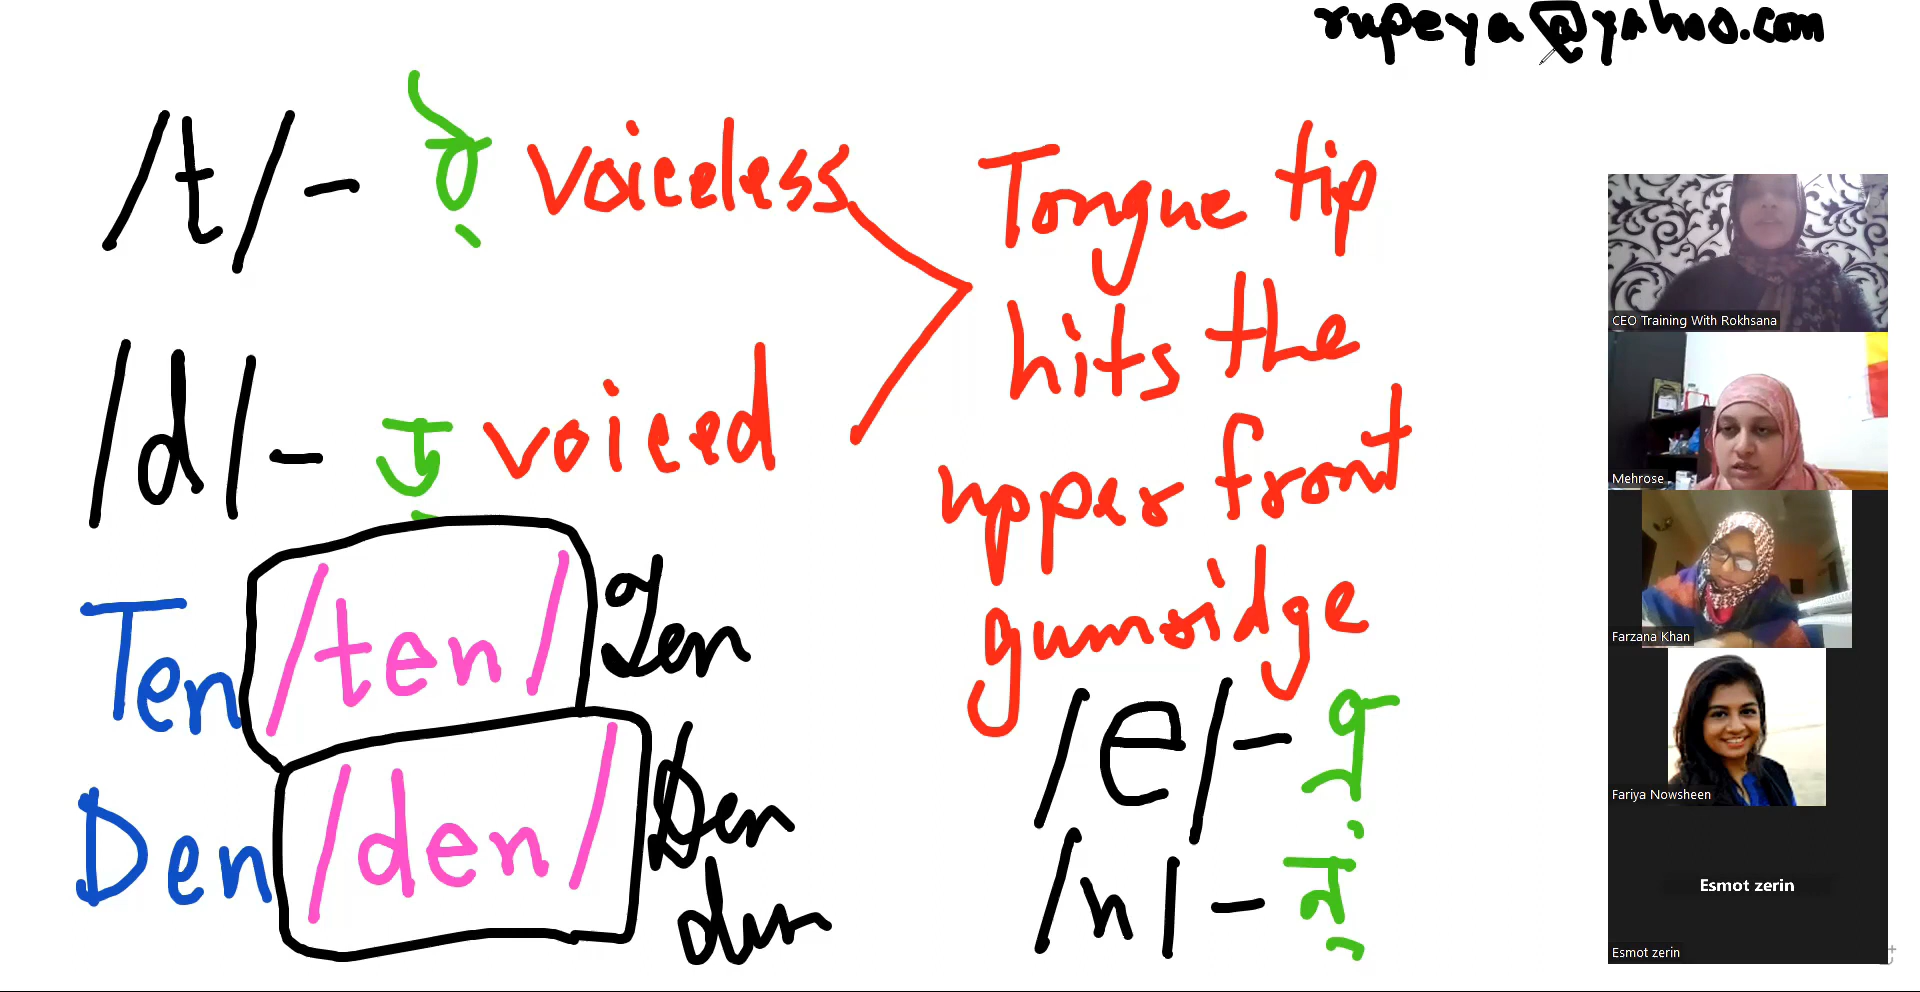 rupeya@yahoo.com
/t/- ঠ্ voiceless
/d/- ড্ voiced
Tongue tip
hits the
upper front
gumridge
Ten /ten/ Ten
Den /den/ Den
den
/e/- এ
/n/- ন্
CEO Training With Rokhsana
Mehrose
Farzana Khan
Fariya Nowsheen
Esmot zerin
Esmot zerin